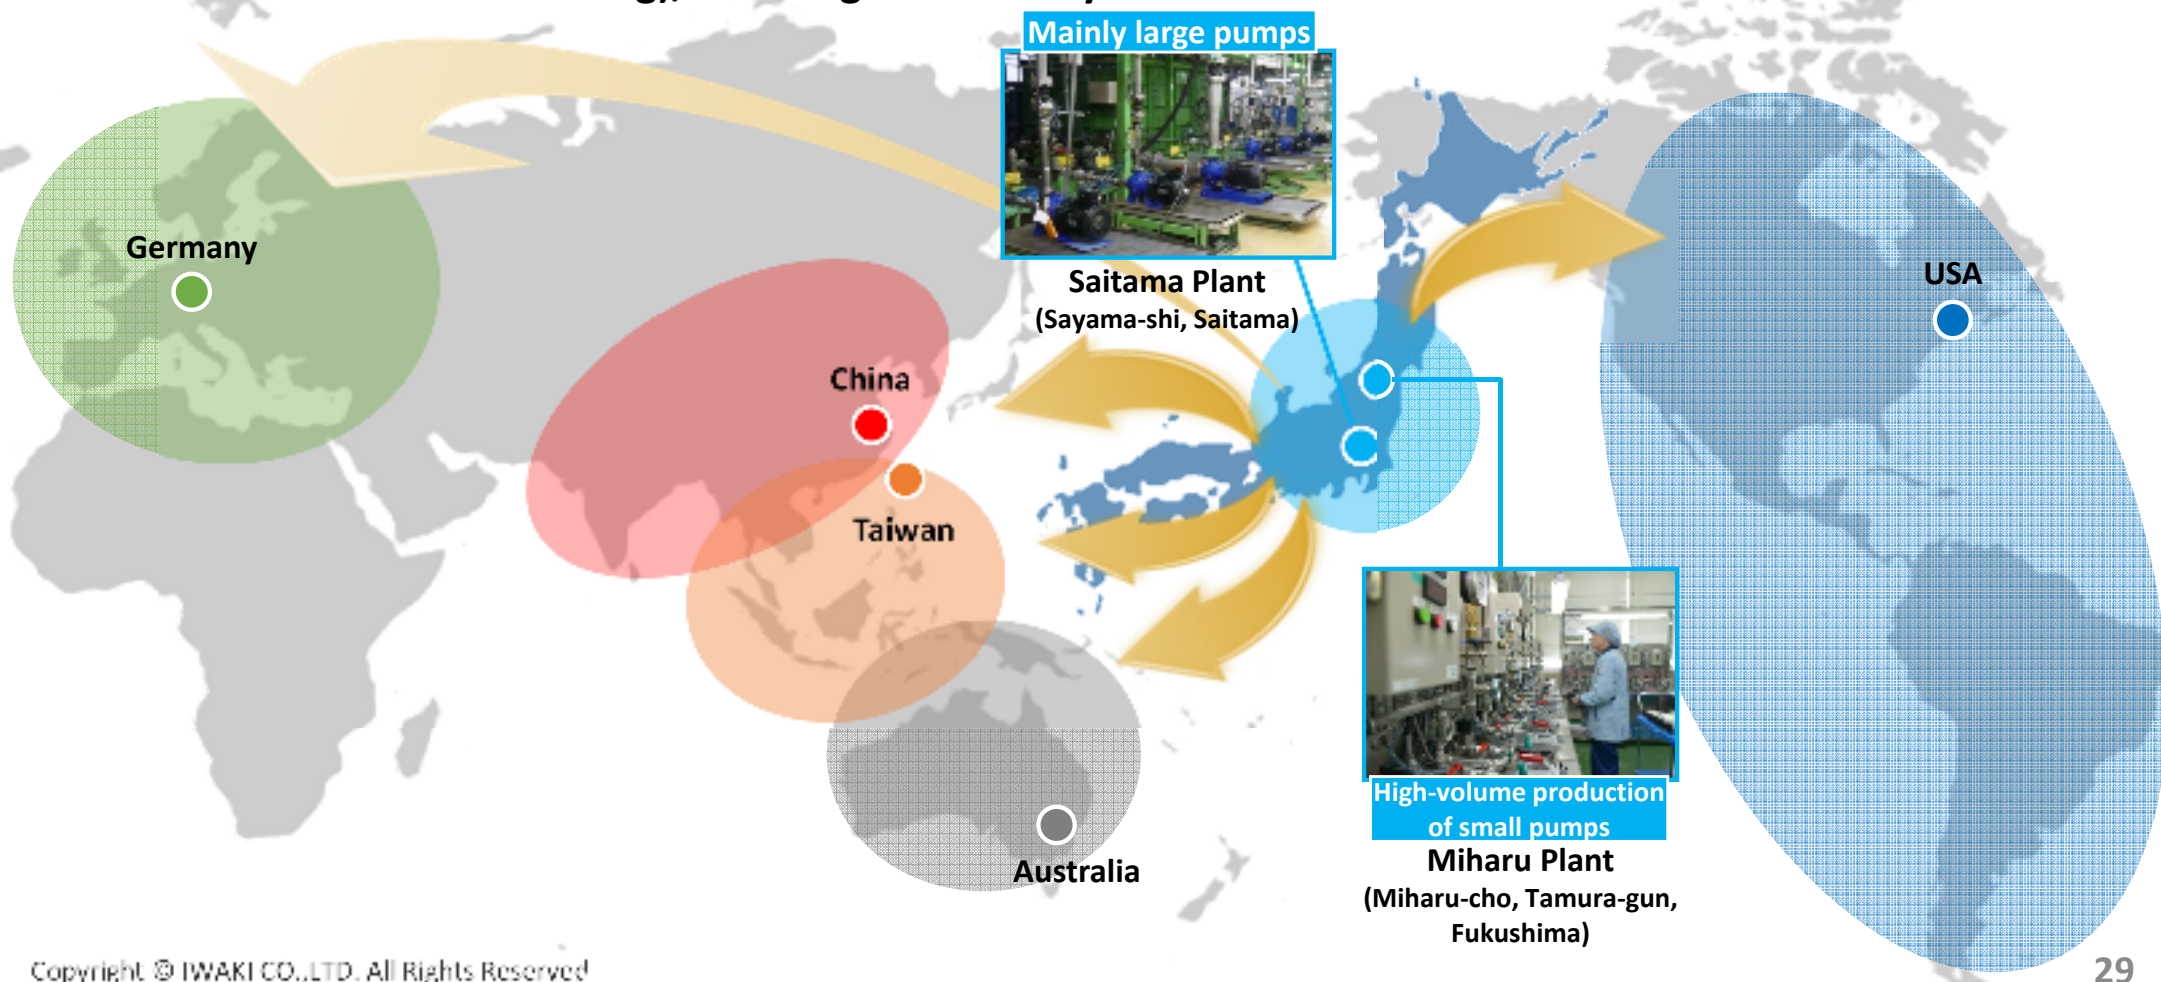 Mainly large pumps
Saitama Plant
(Sayama-shi, Saitama)
Germany
USA
China
Taiwan
Australia
High-volume production
of small pumps
Miharu Plant
(Miharu-cho, Tamura-gun,
Fukushima)
Copyright © IWAKI CO.,LTD. All Rights Reserved
29